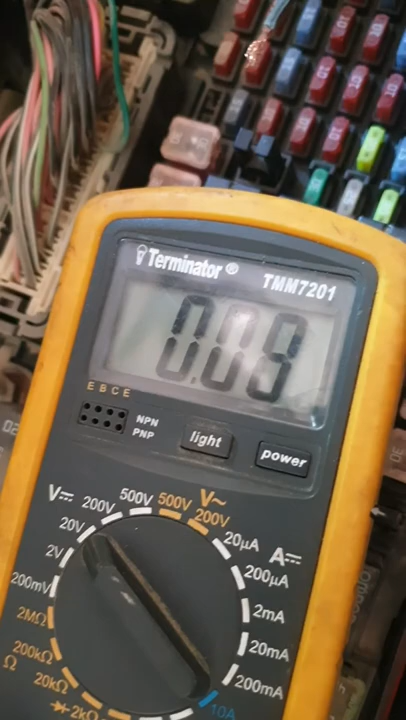 Terminator®
TMM7201
0.08
E B C E
NPN
PNP
light
power
V⎓
200V
500V
500V
V~
200V
20V
20µA
A⎓
2V
200µA
200mV
2mA
2MΩ
20mA
200kΩ
200mA
Ω
20kΩ
2kΩ
10A